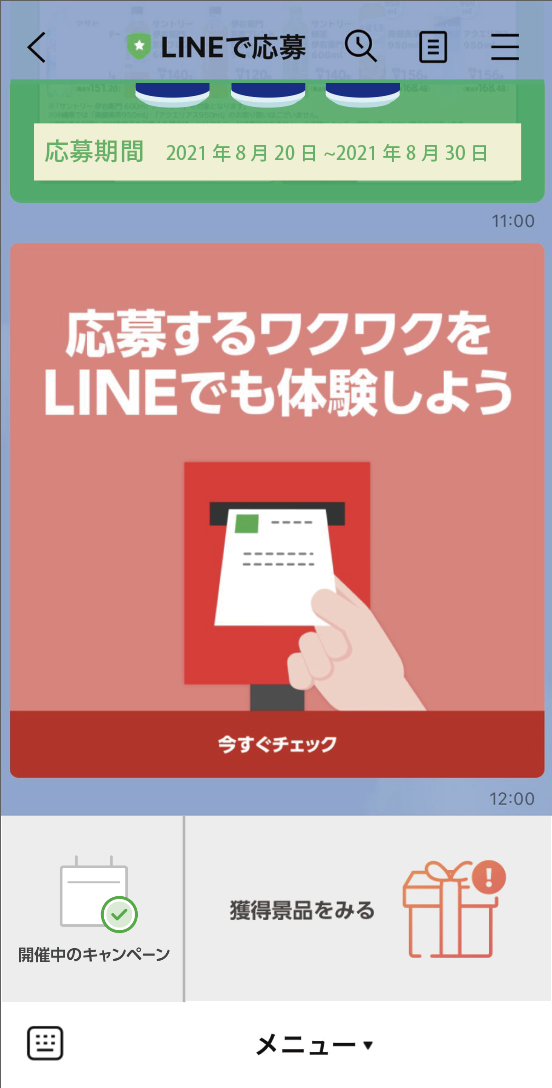 LINEで応募
応募期間 2021年8月20日~2021年8月30日
11:00
応募するワクワクを
LINEでも体験しよう
今すぐチェック
12:00
獲得景品をみる
開催中のキャンペーン
メニュー ▾